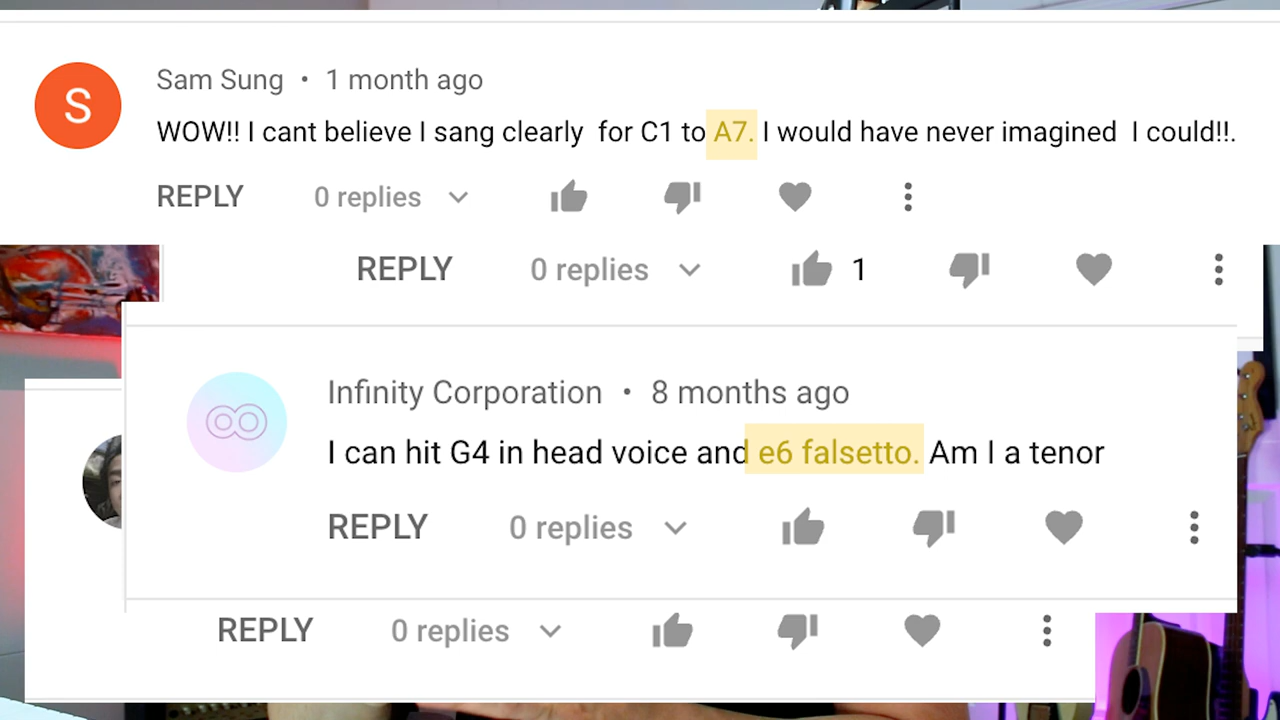 S
Sam Sung • 1 month ago
WOW!! I cant believe I sang clearly  for C1 to A7. I would have never imagined  I could!!.
REPLY 0 replies
REPLY 0 replies 1
Infinity Corporation • 8 months ago
I can hit G4 in head voice and e6 falsetto. Am I a tenor
REPLY 0 replies
REPLY 0 replies